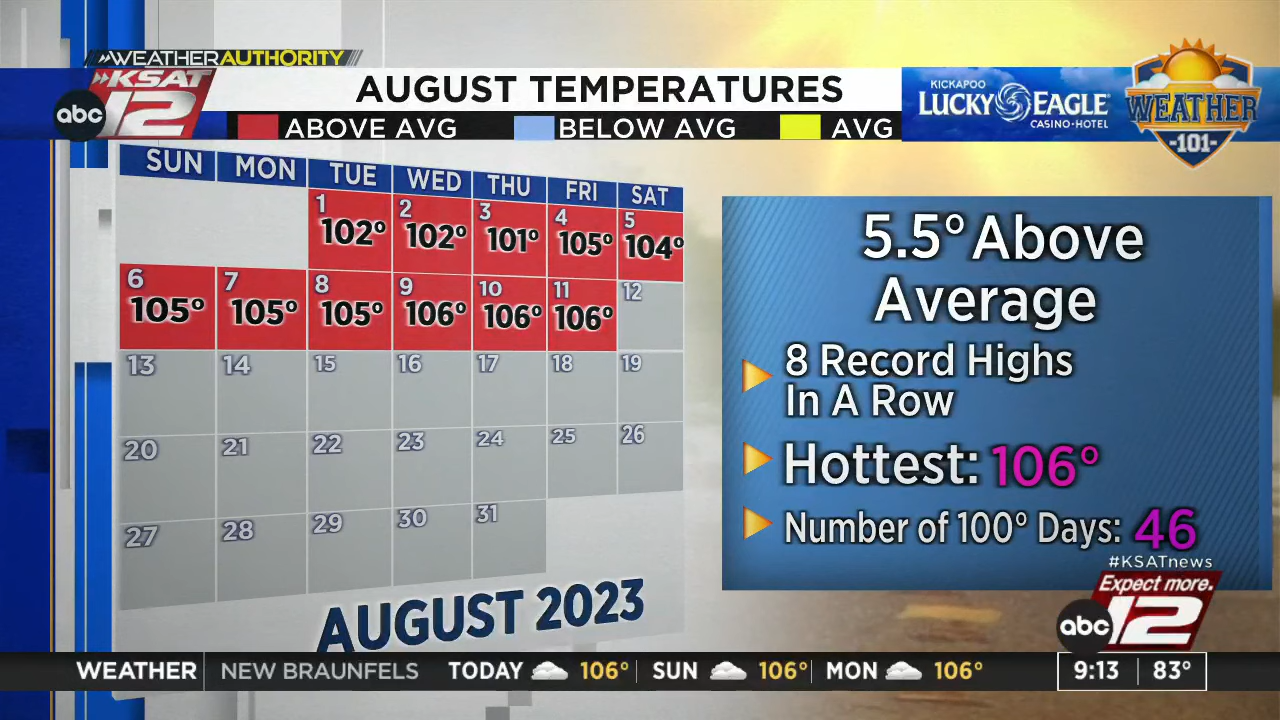 WEATHERAUTHORITY
KSAT
abc 12
AUGUST TEMPERATURES
ABOVE AVG BELOW AVG AVG
KICKAPOO
LUCKY EAGLE
CASINO·HOTEL
WEATHER
-101-
SUN MON TUE WED THU FRI SAT
1 2 3 4 5
102° 102° 101° 105° 104°
6 7 8 9 10 11 12
105° 105° 105° 106° 106° 106°
13 14 15 16 17 18 19
20 21 22 23 24 25 26
27 28 29 30 31
AUGUST 2023
5.5° Above
Average
8 Record Highs
In A Row
Hottest: 106°
Number of 100° Days: 46
#KSATnews
Expect more.
abc 12
WEATHER NEW BRAUNFELS TODAY 106° SUN 106° MON 106° 9:13 83°